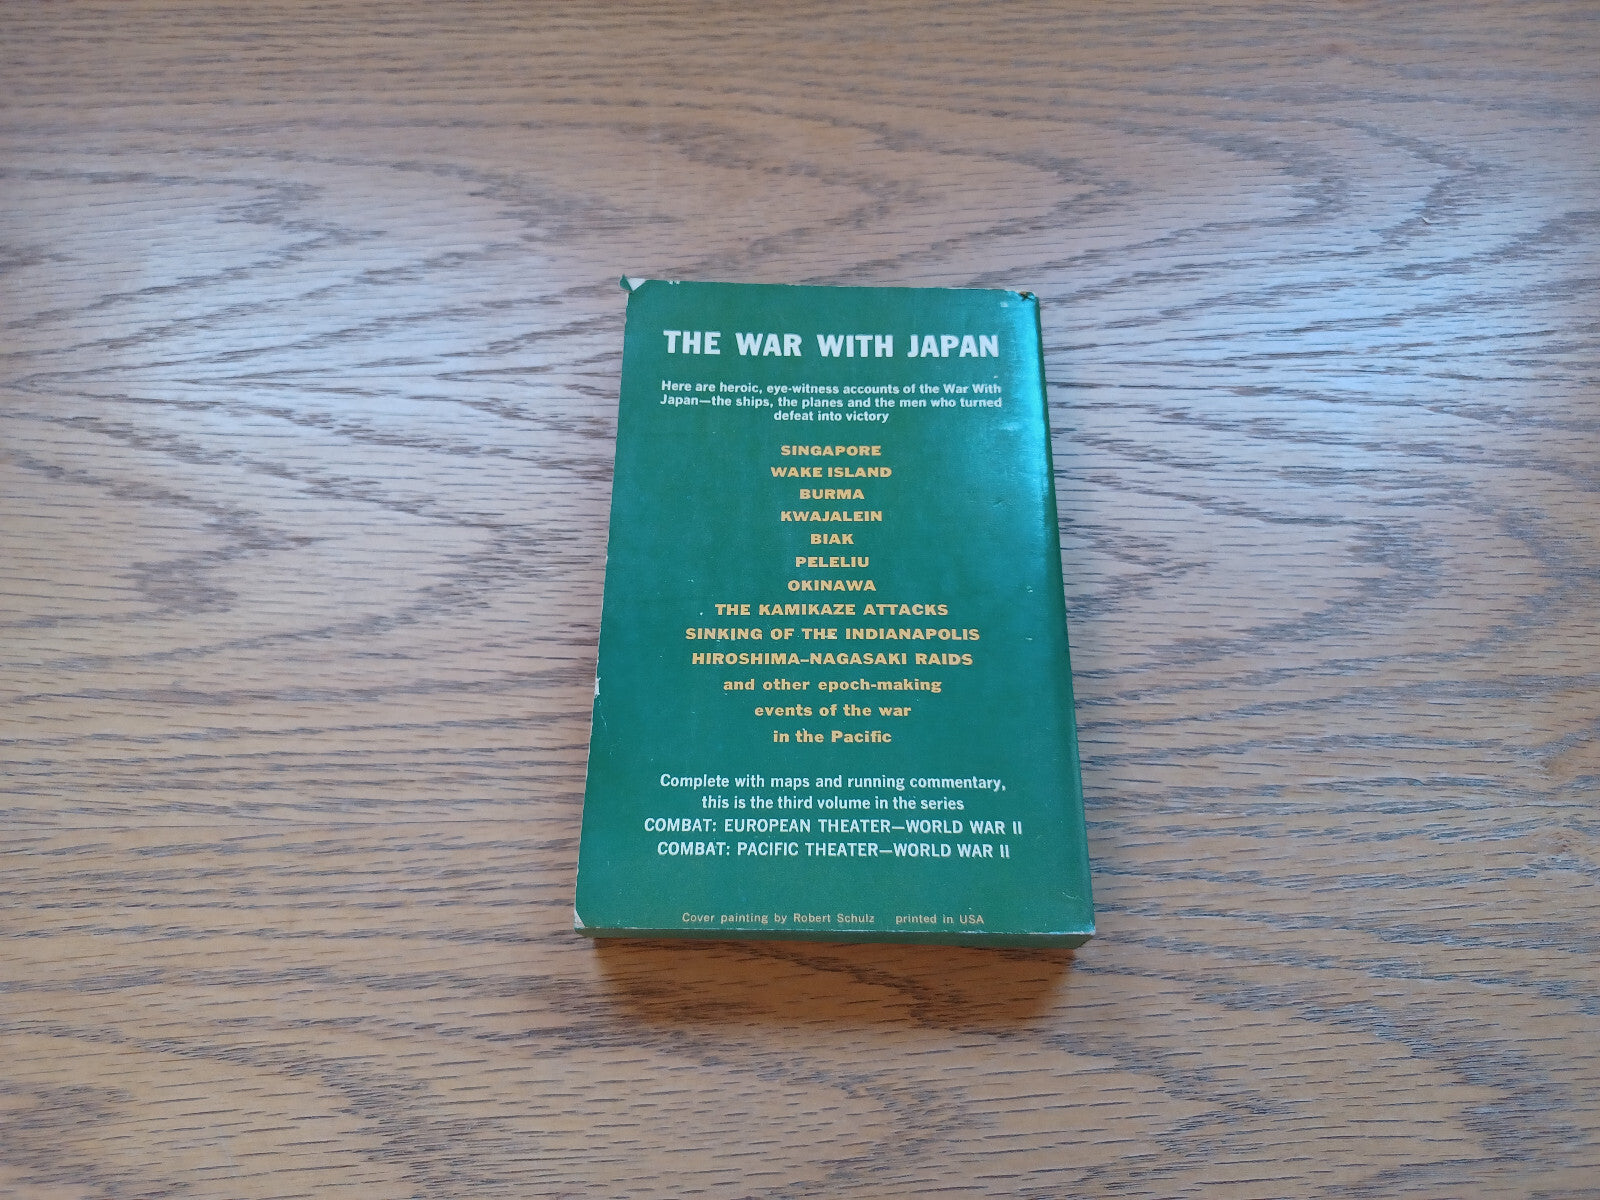 THE WAR WITH JAPAN
Here are heroic, eye-witness accounts of the War With
Japan—the ships, the planes and the men who turned
defeat into victory
SINGAPORE
WAKE ISLAND
BURMA
KWAJALEIN
BIAK
PELELIU
OKINAWA
THE KAMIKAZE ATTACKS
SINKING OF THE INDIANAPOLIS
HIROSHIMA–NAGASAKI RAIDS
and other epoch-making
events of the war
in the Pacific
Complete with maps and running commentary,
this is the third volume in the series
COMBAT: EUROPEAN THEATER—WORLD WAR II
COMBAT: PACIFIC THEATER—WORLD WAR II
Cover painting by Robert Schulz printed in USA